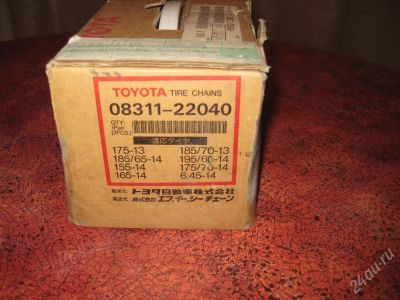 TOYOTA TIRE CHAINS
08311-22040
QTY.
1Pair
(2PCS.)
適応タイヤ
175-13 185/70-13
185/65-14 195/60-14
155-14 175/70-14
165-14 6.45-14
販売元 トヨタ自動車株式会社
製造元 株式会社 エフ.イー.シーチェーン
24au.ru